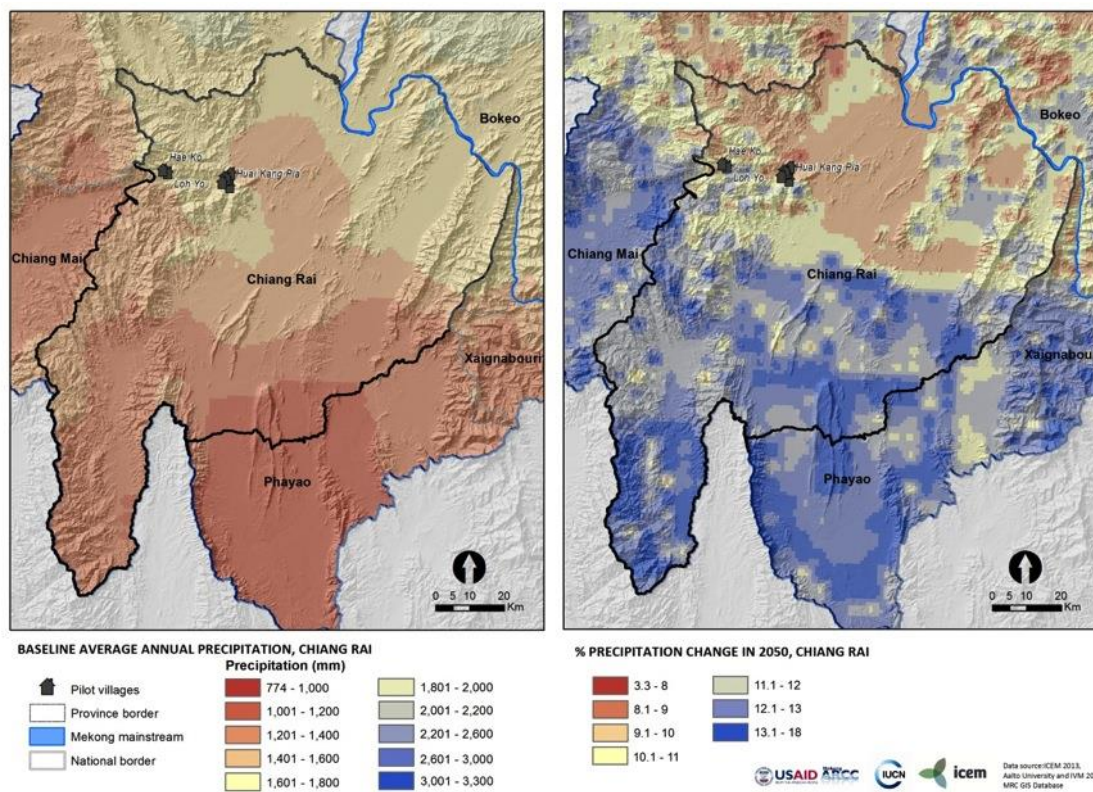 Hae Ko
Loh Yo
Huai Kang Pla
Bokeo
Chiang Mai
Chiang Rai
Xaignabouri
Phayao
0 5 10 20
Km
Hae Ko
Loh Yo
Huai Kang Pla
Bokeo
Chiang Mai
Chiang Rai
Xaignabouri
Phayao
0 5 10 20
Km
BASELINE AVERAGE ANNUAL PRECIPITATION, CHIANG RAI
Precipitation (mm)
Pilot villages
Province border
Mekong mainstream
National border
774 - 1,000
1,001 - 1,200
1,201 - 1,400
1,401 - 1,600
1,601 - 1,800
1,801 - 2,000
2,001 - 2,200
2,201 - 2,600
2,601 - 3,000
3,001 - 3,300
% PRECIPITATION CHANGE IN 2050, CHIANG RAI
3.3 - 8
8.1 - 9
9.1 - 10
10.1 - 11
11.1 - 12
12.1 - 13
13.1 - 18
USAID
ARCC
IUCN
icem
Data source:ICEM 2013,
Aalto University and IVM 20
MRC GIS Database